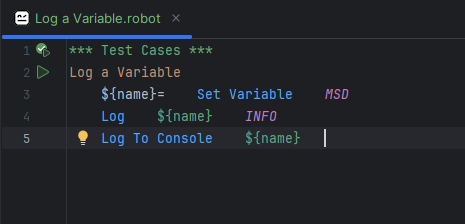 Log a Variable.robot ×
1 *** Test Cases ***
2 Log a Variable
3 ${name}= Set Variable MSD
4 Log ${name} INFO
5 Log To Console ${name}